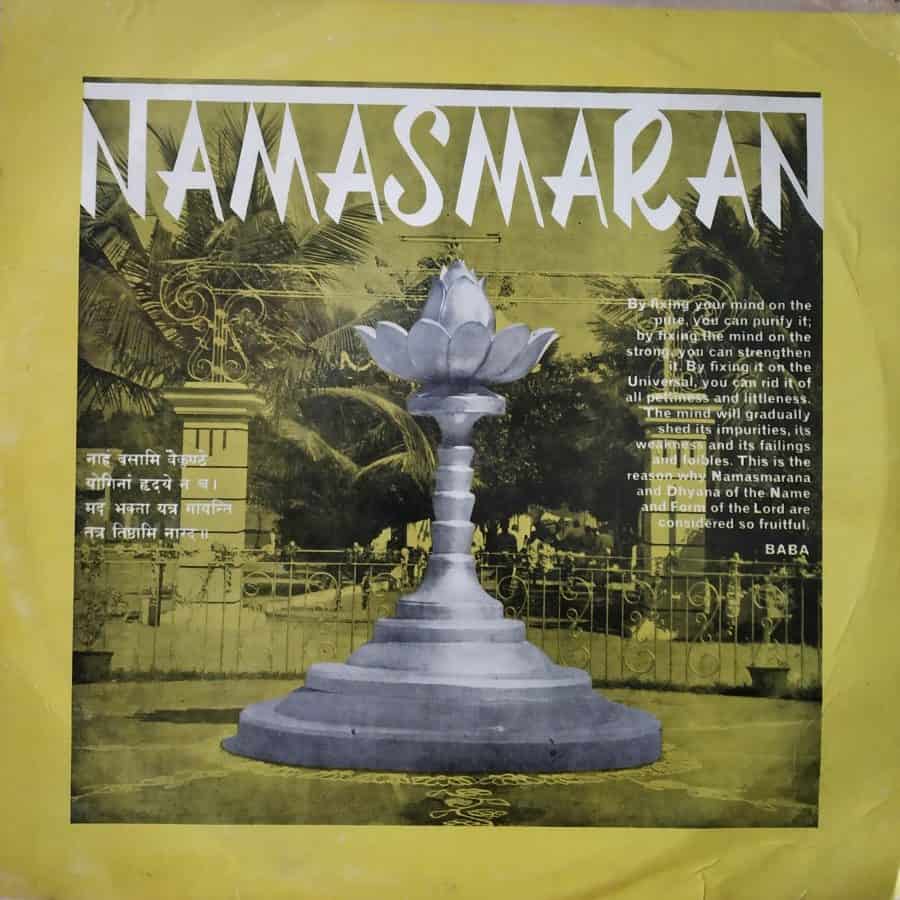 NAMASMARAN
By fixing your mind on the
pure, you can purify it;
by fixing the mind on the
strong, you can strengthen
it. By fixing it on the
Universal, you can rid it of
all pettiness and littleness.
The mind will gradually
shed its impurities, its
weakness and its failings
and foibles. This is the
reason why Namasmarana
and Dhyana of the Name
and Form of the Lord are
considered so fruitful.
BABA
नाहं वसामि वैकुण्ठे
योगिनां हृदये न च।
मद् भक्ता यत्र गायन्ति
तत्र तिष्ठामि नारद॥